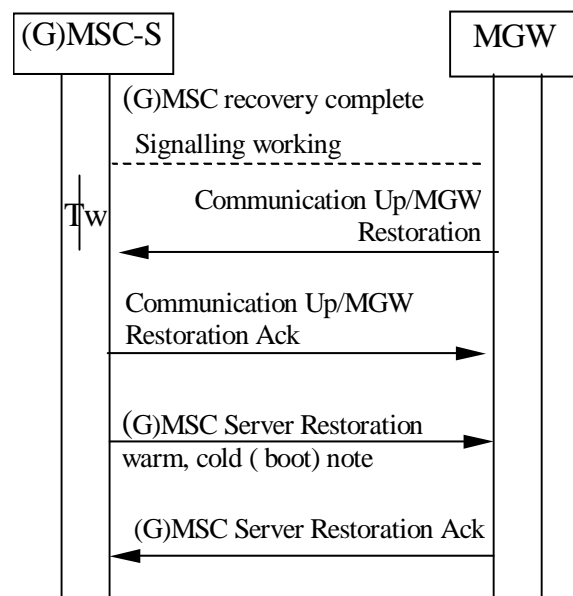 (G)MSC-S
MGW
(G)MSC recovery complete
Signalling working
Tw
Communication Up/MGW
Restoration
Communication Up/MGW
Restoration Ack
(G)MSC Server Restoration
warm, cold ( boot) note
(G)MSC Server Restoration Ack